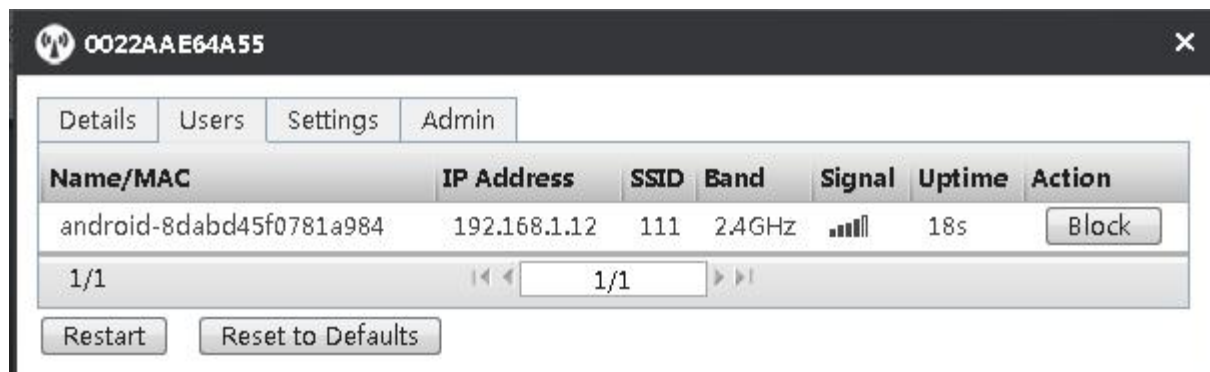 0022AAE64A55
Details Users Settings Admin
Name/MAC IP Address SSID Band Signal Uptime Action
android-8dabd45f0781a984 192.168.1.12 111 2.4GHz 18s Block
1/1 1/1
Restart Reset to Defaults